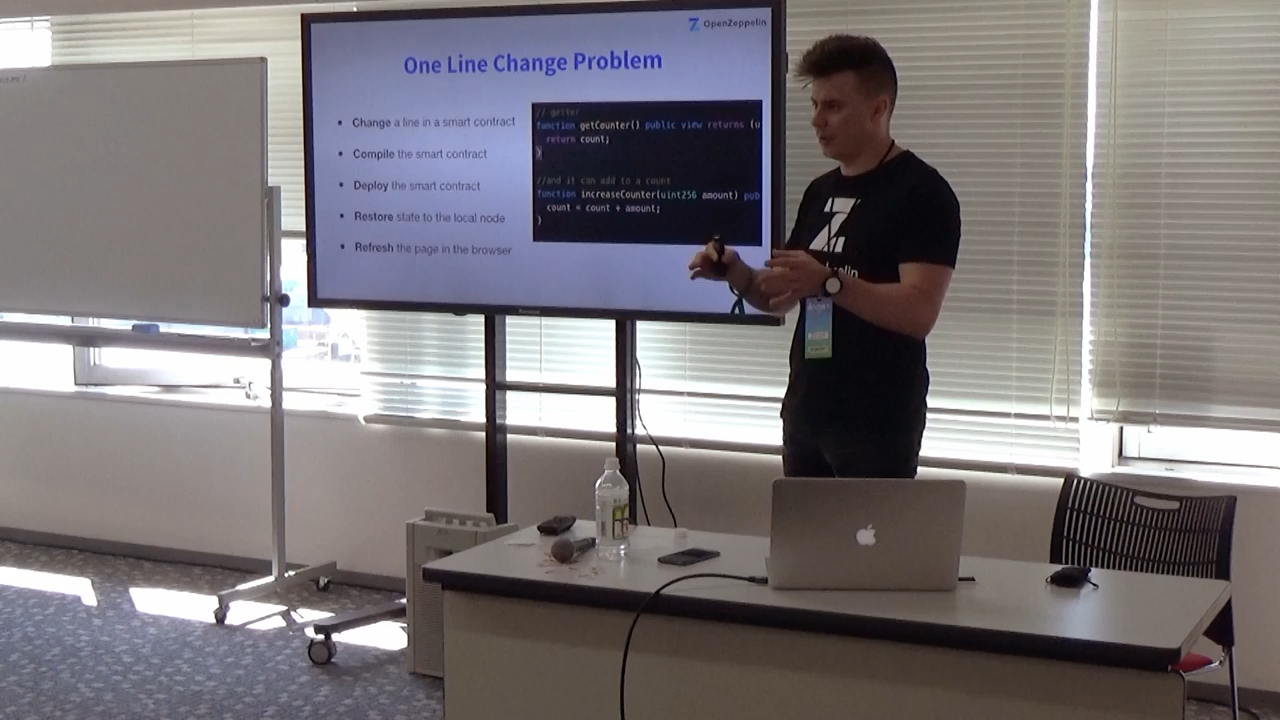 OpenZeppelin
One Line Change Problem
Change a line in a smart contract
Compile the smart contract
Deploy the smart contract
Restore state to the local node
Refresh the page in the browser
// getter
function getCounter() public view returns (u
return count;
}
//and it can add to a count
function increaseCounter(uint256 amount) pub
count = count + amount;
}